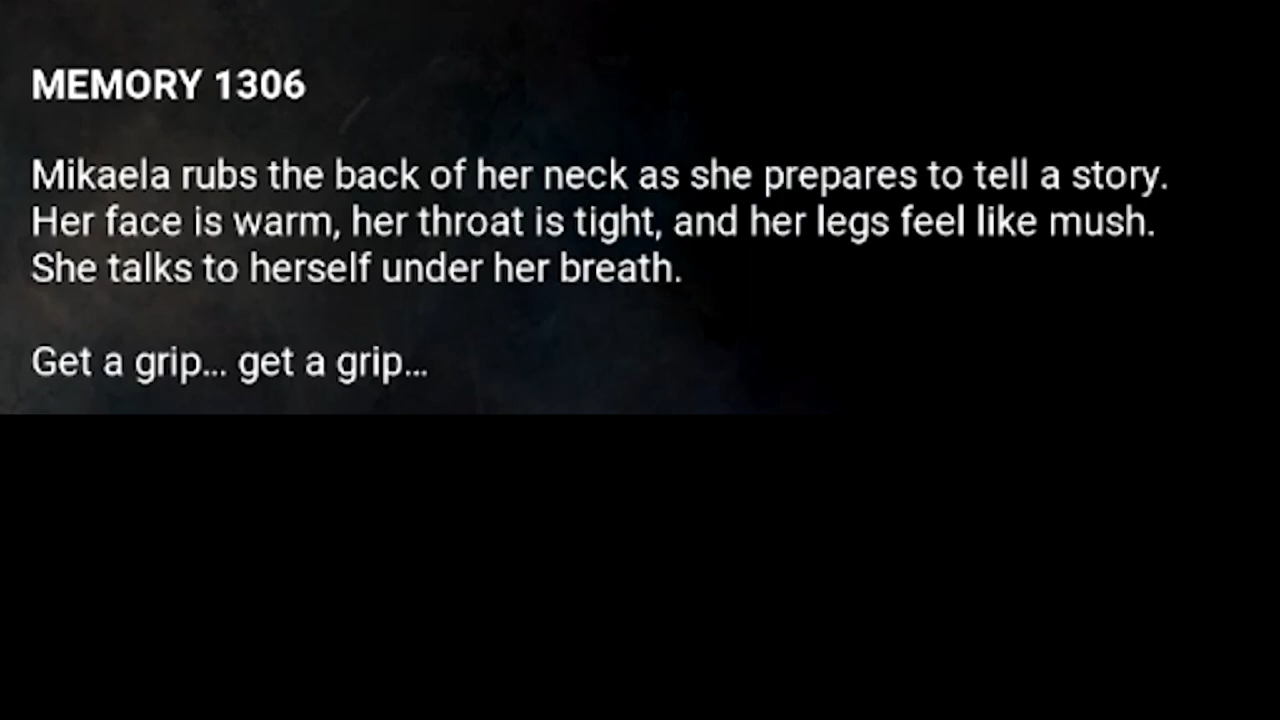 MEMORY 1306
Mikaela rubs the back of her neck as she prepares to tell a story.
Her face is warm, her throat is tight, and her legs feel like mush.
She talks to herself under her breath.
Get a grip... get a grip...